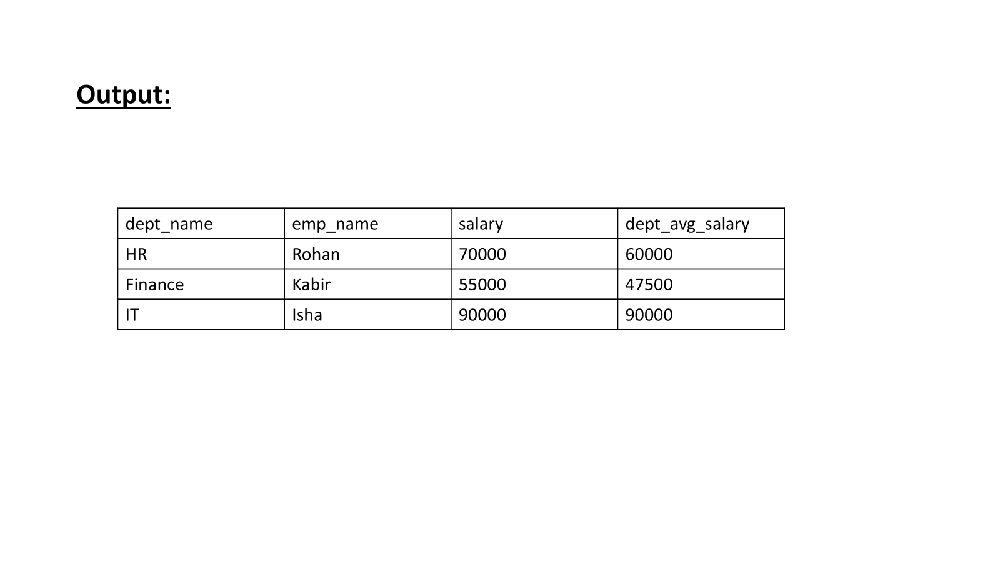 Output:
dept_name emp_name salary dept_avg_salary
HR Rohan 70000 60000
Finance Kabir 55000 47500
IT Isha 90000 90000